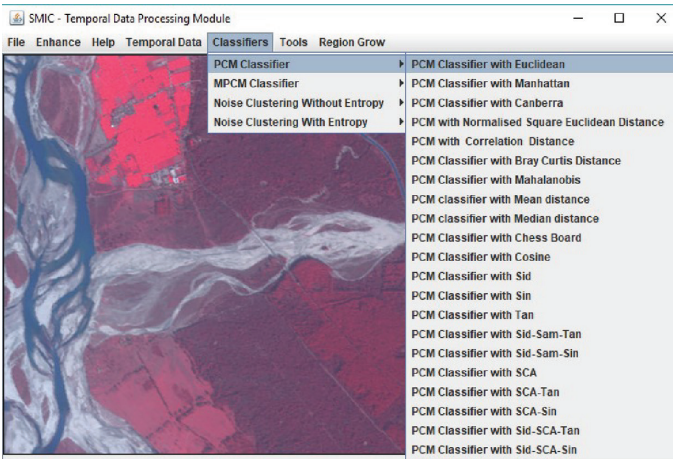 SMIC - Temporal Data Processing Module
File Enhance Help Temporal Data Classifiers Tools Region Grow
PCM Classifier
MPCM Classifier
Noise Clustering Without Entropy
Noise Clustering With Entropy
PCM Classifier with Euclidean
PCM Classifier with Manhattan
PCM Classifier with Canberra
PCM with Normalised Square Euclidean Distance
PCM with Correlation Distance
PCM Classifier with Bray Curtis Distance
PCM Classifier with Mahalanobis
PCM classifier with Mean distance
PCM classifier with Median distance
PCM Classifier with Chess Board
PCM Classifier with Cosine
PCM Classifier with Sid
PCM Classifier with Sin
PCM Classifier with Tan
PCM Classifier with Sid-Sam-Tan
PCM Classifier with Sid-Sam-Sin
PCM Classifier with SCA
PCM Classifier with SCA-Tan
PCM Classifier with SCA-Sin
PCM Classifier with Sid-SCA-Tan
PCM Classifier with Sid-SCA-Sin